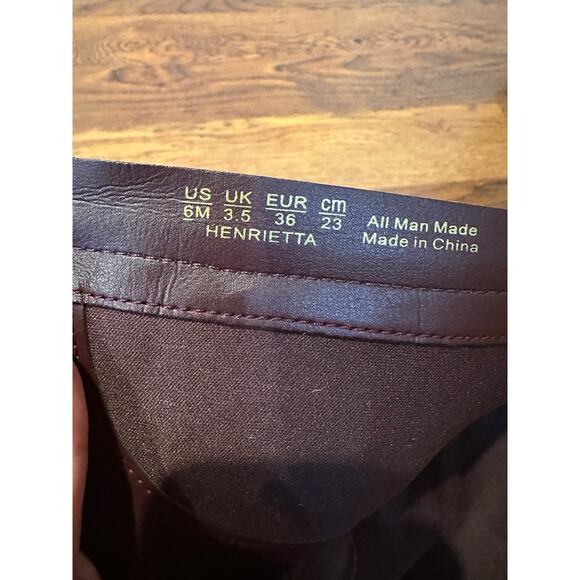 US UK EUR cm
6M 3.5 36 23
HENRIETTA
All Man Made
Made in China